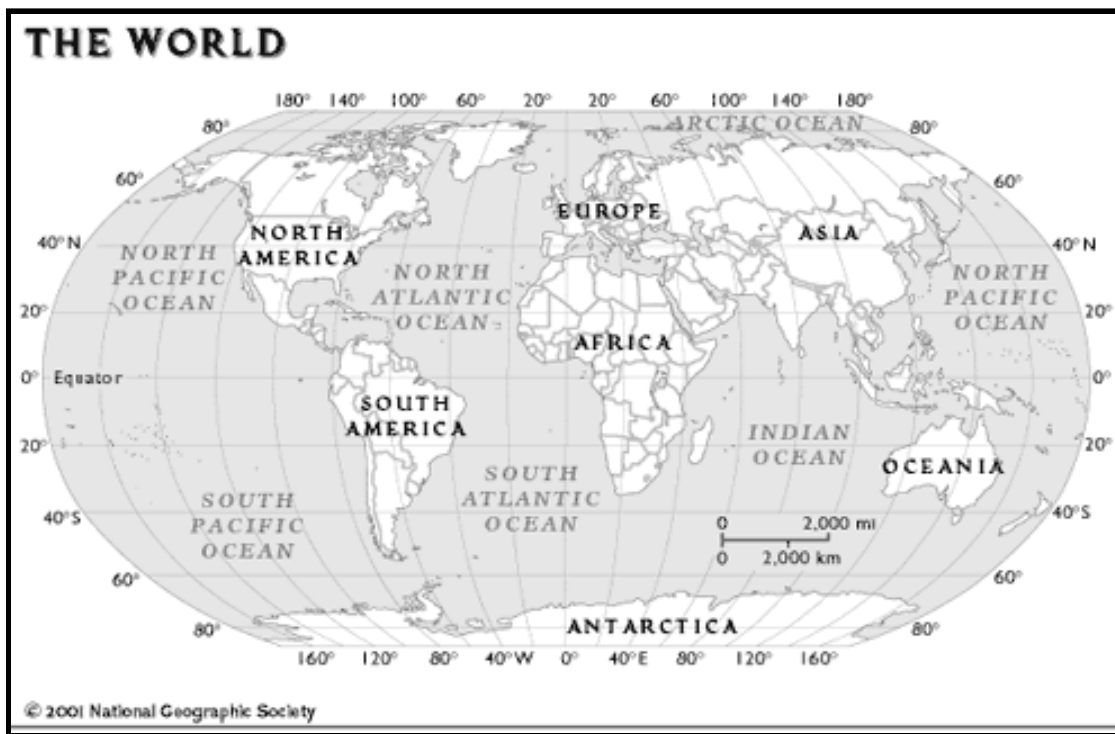 THE WORLD
180° 140° 100° 60° 20° 20° 60° 100° 140° 180°
ARCTIC OCEAN
80° 80°
60° 60°
EUROPE
NORTH AMERICA
ASIA
40° N 40° N
NORTH PACIFIC OCEAN
NORTH ATLANTIC OCEAN
NORTH PACIFIC OCEAN
20° 20°
AFRICA
0° Equator 0°
SOUTH AMERICA
INDIAN OCEAN
20° 20°
OCEANIA
SOUTH PACIFIC OCEAN
SOUTH ATLANTIC OCEAN
40° S 40° S
0 2,000 mi
0 2,000 km
60° 60°
ANTARCTICA
80° 80°
160° 120° 80° 40°W 0° 40°E 80° 120° 160°
© 2001 National Geographic Society